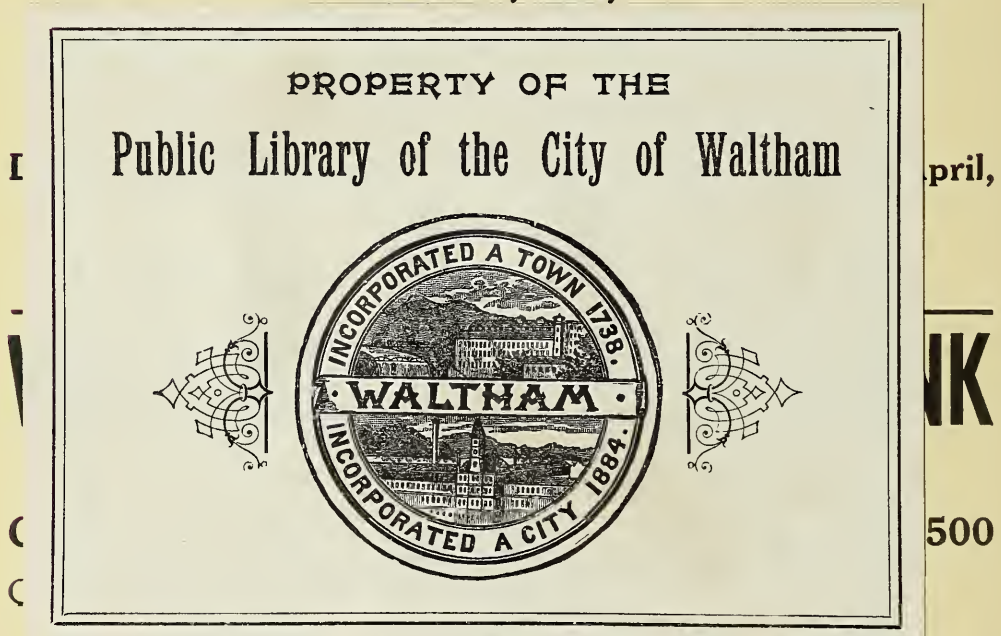 PROPERTY OF THE
Public Library of the City of Waltham
INCORPORATED A TOWN 1738.
· WALTHAM ·
INCORPORATED A CITY 1884.
pril,
NK
500